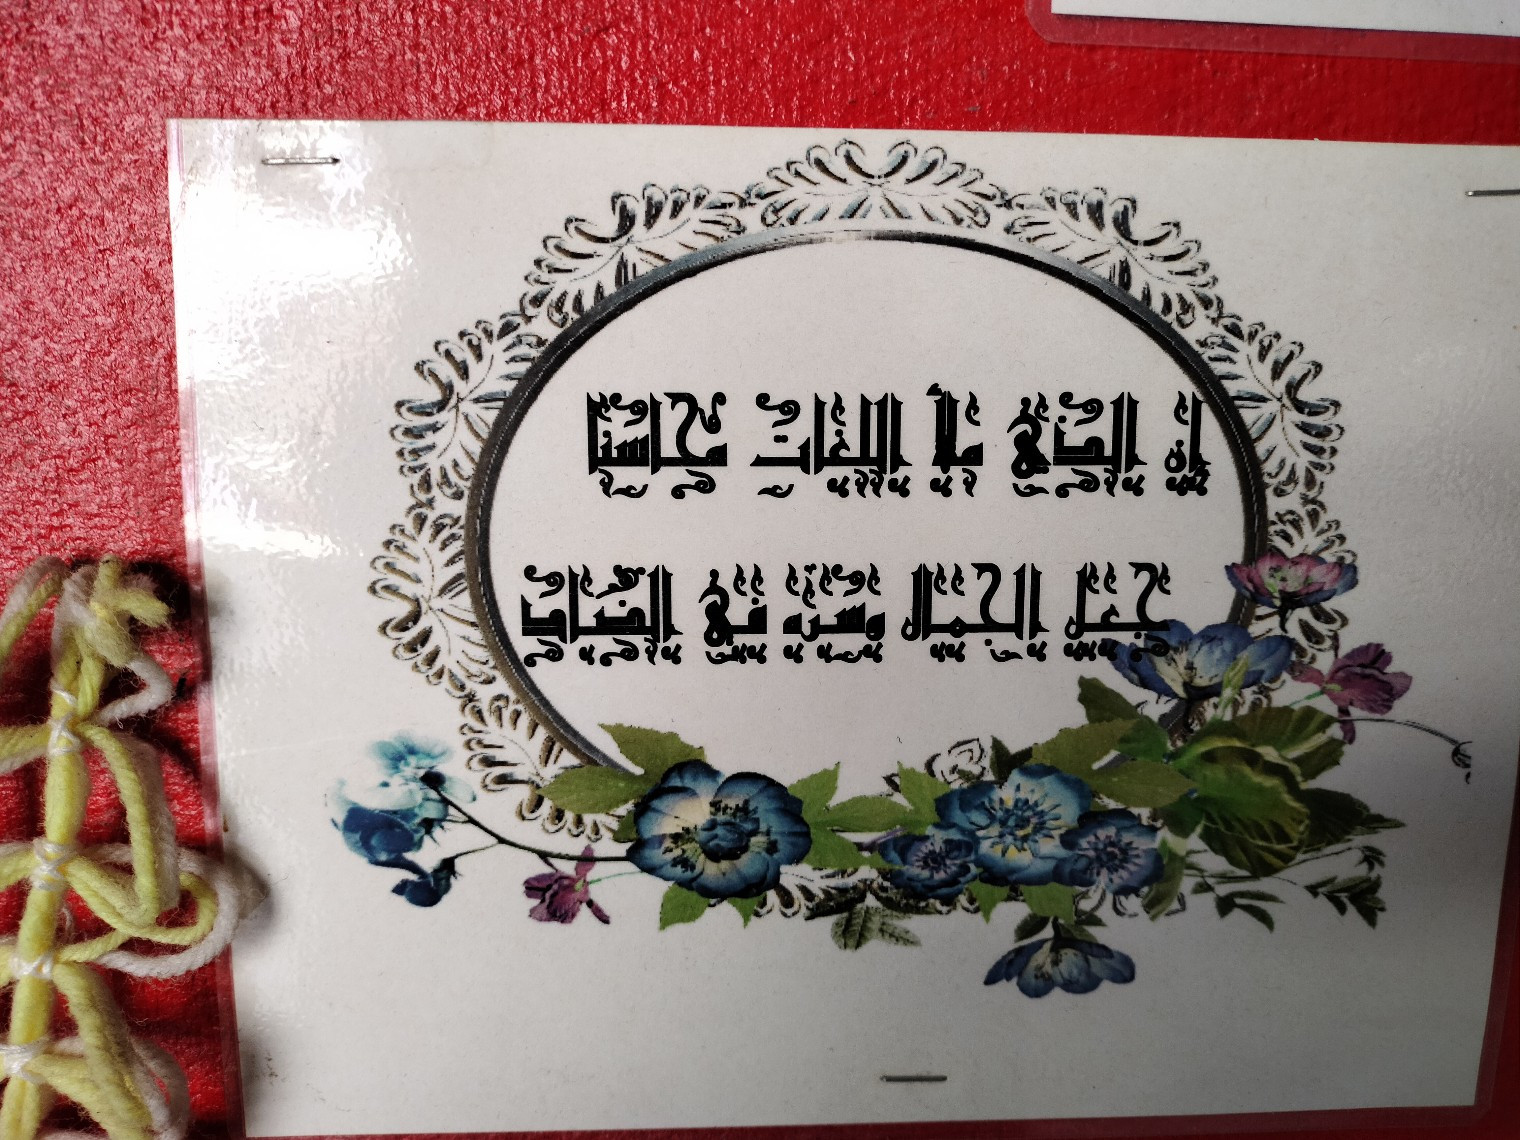 إن الذي ملأ اللغات محاسنا
جعل الجمال وسره في الضاد